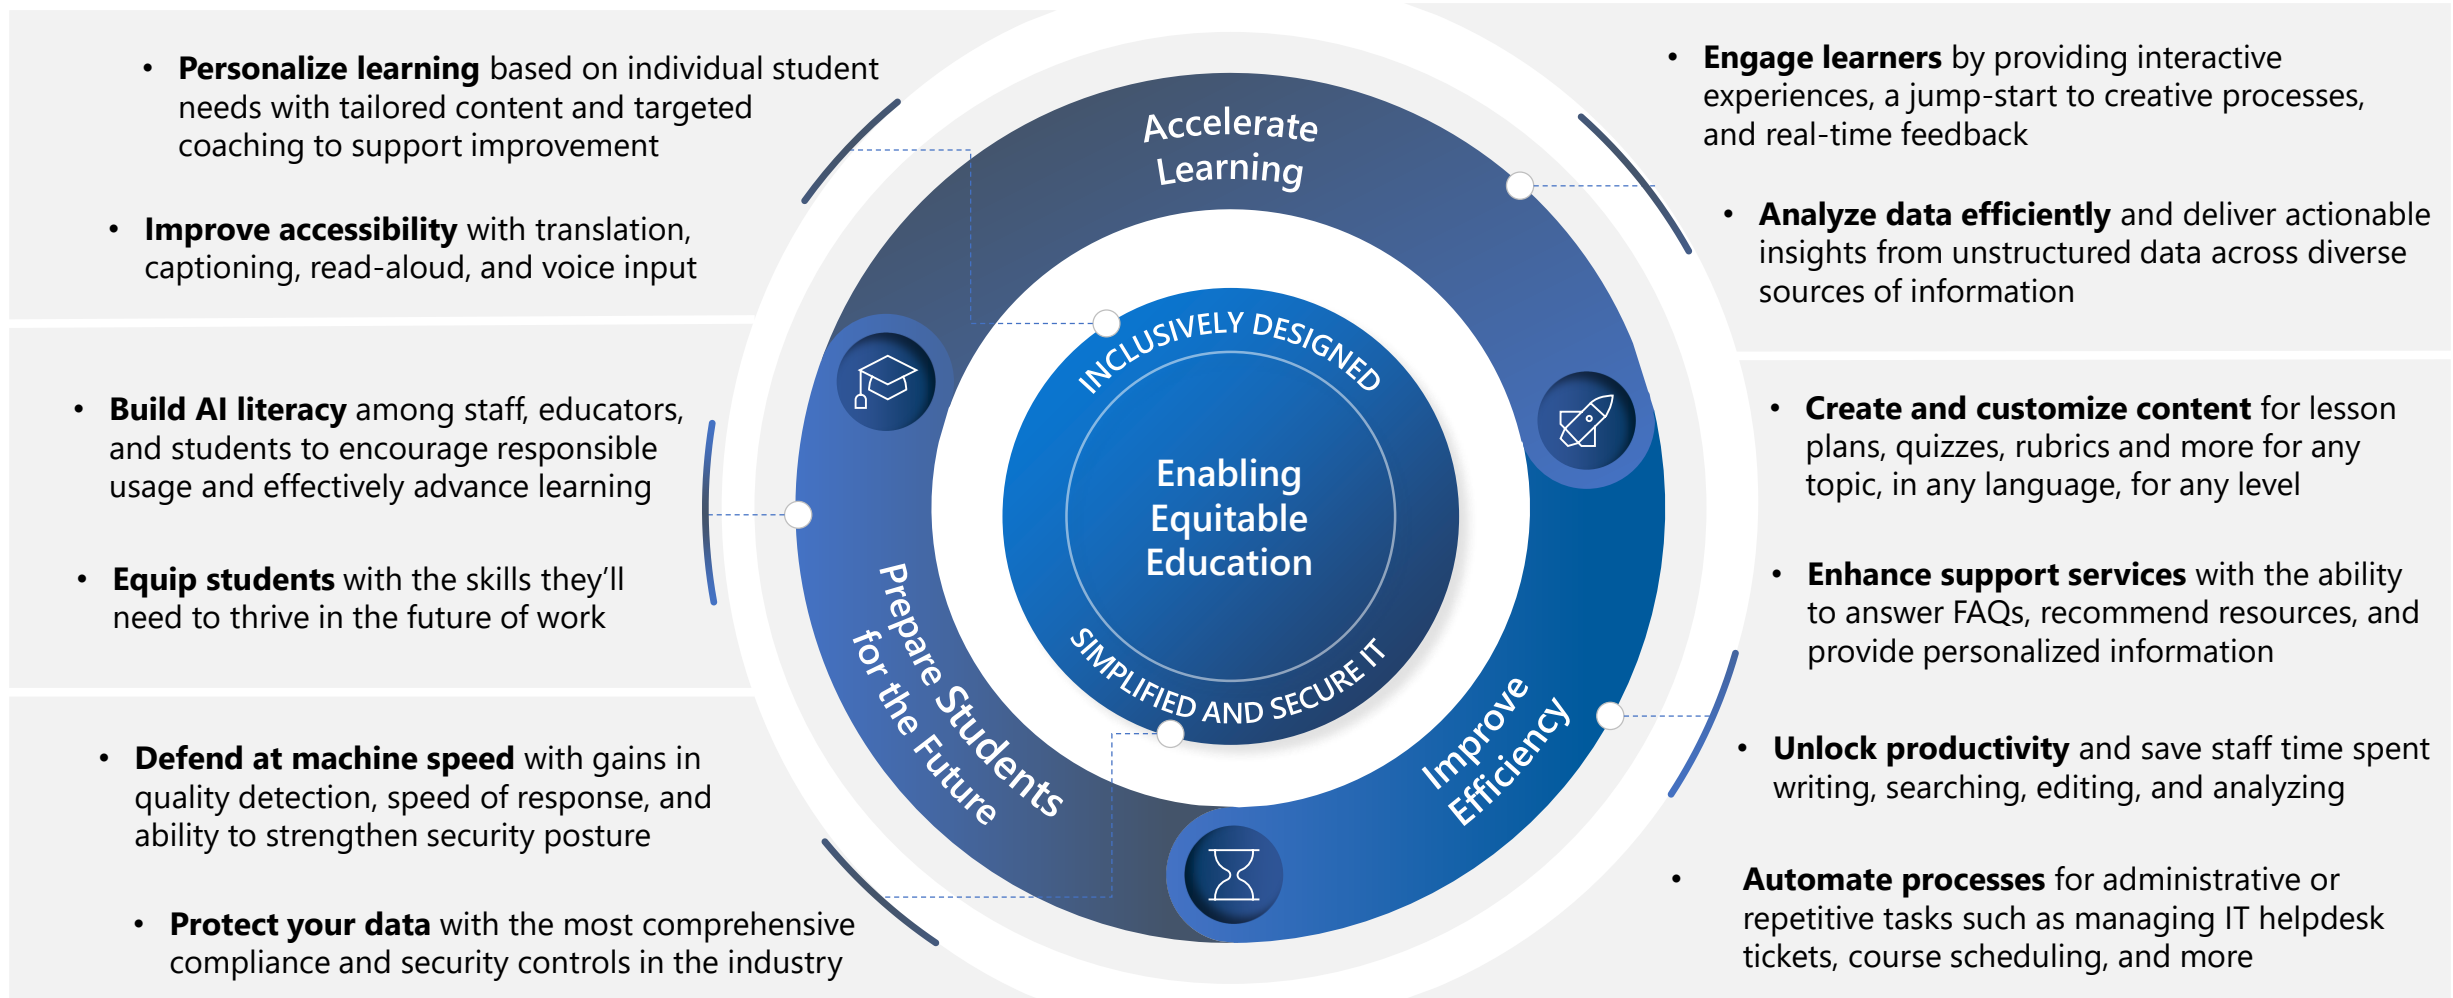 • Personalize learning based on individual student
needs with tailored content and targeted
coaching to support improvement
• Improve accessibility with translation,
captioning, read-aloud, and voice input
• Build AI literacy among staff, educators,
and students to encourage responsible
usage and effectively advance learning
• Equip students with the skills they’ll
need to thrive in the future of work
• Defend at machine speed with gains in
quality detection, speed of response, and
ability to strengthen security posture
• Protect your data with the most comprehensive
compliance and security controls in the industry
Accelerate
Learning
INCLUSIVELY DESIGNED
Enabling
Equitable
Education
SIMPLIFIED AND SECURE IT
Prepare Students
for the Future
Improve
Efficiency
• Engage learners by providing interactive
experiences, a jump-start to creative processes,
and real-time feedback
• Analyze data efficiently and deliver actionable
insights from unstructured data across diverse
sources of information
• Create and customize content for lesson
plans, quizzes, rubrics and more for any
topic, in any language, for any level
• Enhance support services with the ability
to answer FAQs, recommend resources, and
provide personalized information
• Unlock productivity and save staff time spent
writing, searching, editing, and analyzing
• Automate processes for administrative or
repetitive tasks such as managing IT helpdesk
tickets, course scheduling, and more